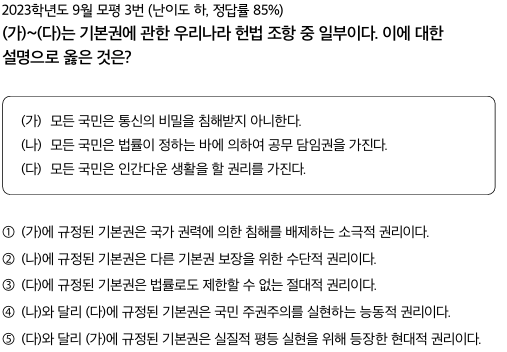 2023학년도 9월 모평 3번 (난이도 하, 정답률 85%)
(가)~(다)는 기본권에 관한 우리나라 헌법 조항 중 일부이다. 이에 대한
설명으로 옳은 것은?
(가) 모든 국민은 통신의 비밀을 침해받지 아니한다.
(나) 모든 국민은 법률이 정하는 바에 의하여 공무 담임권을 가진다.
(다) 모든 국민은 인간다운 생활을 할 권리를 가진다.
① (가)에 규정된 기본권은 국가 권력에 의한 침해를 배제하는 소극적 권리이다.
② (나)에 규정된 기본권은 다른 기본권 보장을 위한 수단적 권리이다.
③ (다)에 규정된 기본권은 법률로도 제한할 수 없는 절대적 권리이다.
④ (나)와 달리 (다)에 규정된 기본권은 국민 주권주의를 실현하는 능동적 권리이다.
⑤ (다)와 달리 (가)에 규정된 기본권은 실질적 평등 실현을 위해 등장한 현대적 권리이다.